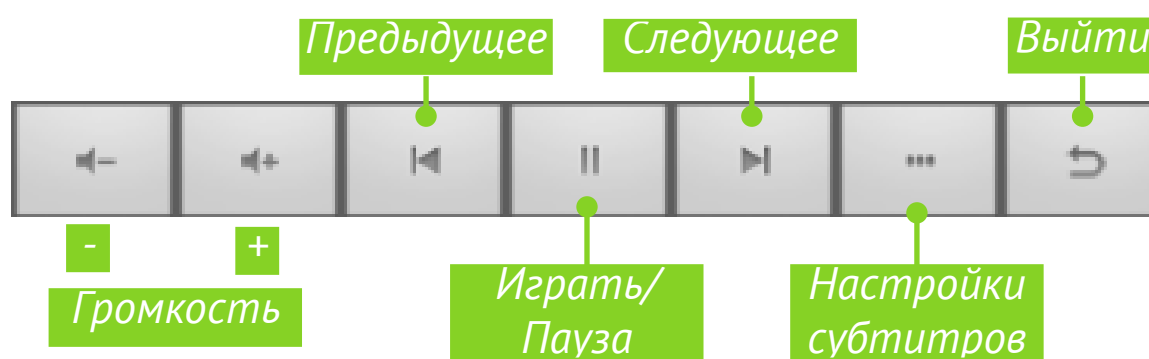 Предыдущее
Следующее
Выйти
-
+
Громкость
Играть/
Пауза
Настройки
субтитров